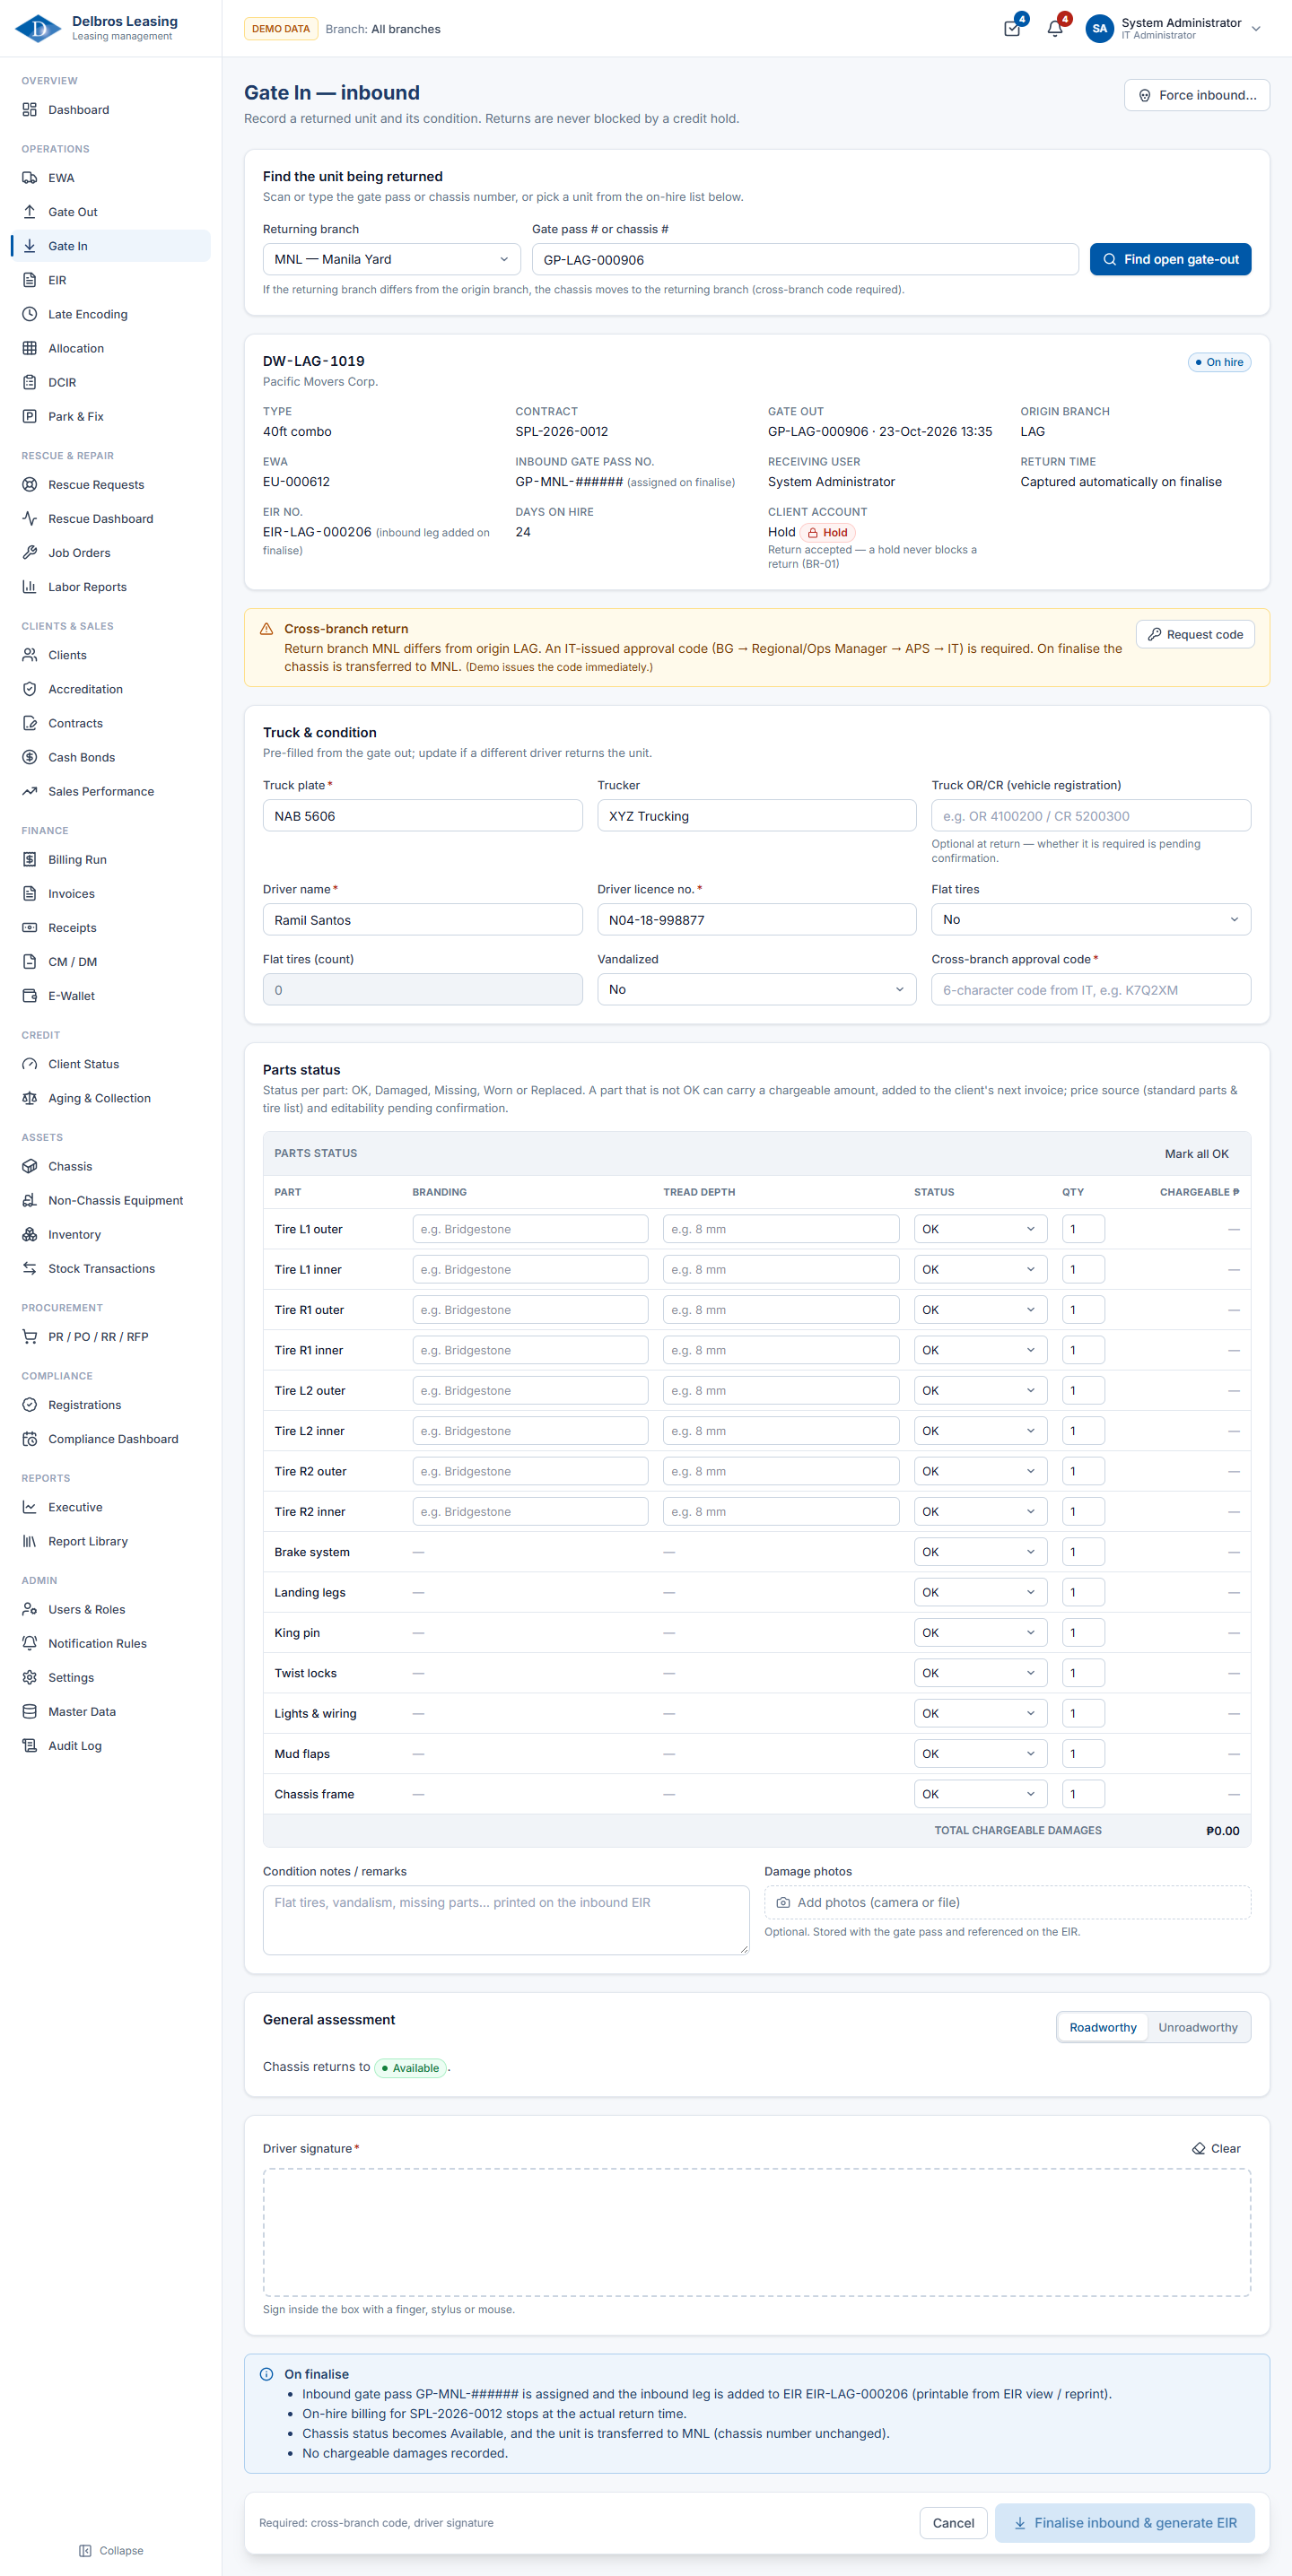 Delbros Leasing
Leasing management
DEMO DATA Branch: All branches
4 4 SA System Administrator
IT Administrator
OVERVIEW
Dashboard
OPERATIONS
EWA
Gate Out
Gate In
EIR
Late Encoding
Allocation
DCIR
Park & Fix
RESCUE & REPAIR
Rescue Requests
Rescue Dashboard
Job Orders
Labor Reports
CLIENTS & SALES
Clients
Accreditation
Contracts
Cash Bonds
Sales Performance
FINANCE
Billing Run
Invoices
Receipts
CM / DM
E-Wallet
CREDIT
Client Status
Aging & Collection
ASSETS
Chassis
Non-Chassis Equipment
Inventory
Stock Transactions
PROCUREMENT
PR / PO / RR / RFP
COMPLIANCE
Registrations
Compliance Dashboard
REPORTS
Executive
Report Library
ADMIN
Users & Roles
Notification Rules
Settings
Master Data
Audit Log
Collapse
Gate In — inbound
Force inbound...
Record a returned unit and its condition. Returns are never blocked by a credit hold.
Find the unit being returned
Scan or type the gate pass or chassis number, or pick a unit from the on-hire list below.
Returning branch Gate pass # or chassis #
MNL — Manila Yard GP-LAG-000906 Find open gate-out
If the returning branch differs from the origin branch, the chassis moves to the returning branch (cross-branch code required).
DW-LAG-1019 On hire
Pacific Movers Corp.
TYPE CONTRACT GATE OUT ORIGIN BRANCH
40ft combo SPL-2026-0012 GP-LAG-000906 · 23-Oct-2026 13:35 LAG
EWA INBOUND GATE PASS NO. RECEIVING USER RETURN TIME
EU-000612 GP-MNL-###### (assigned on finalise) System Administrator Captured automatically on finalise
EIR NO. DAYS ON HIRE CLIENT ACCOUNT
EIR-LAG-000206 (inbound leg added on finalise) 24 Hold Hold
Return accepted — a hold never blocks a
return (BR-01)
Cross-branch return Request code
Return branch MNL differs from origin LAG. An IT-issued approval code (BG → Regional/Ops Manager → APS → IT) is required. On finalise the
chassis is transferred to MNL. (Demo issues the code immediately.)
Truck & condition
Pre-filled from the gate out; update if a different driver returns the unit.
Truck plate * Trucker Truck OR/CR (vehicle registration)
NAB 5606 XYZ Trucking e.g. OR 4100200 / CR 5200300
Optional at return — whether it is required is pending
confirmation.
Driver name * Driver licence no. * Flat tires
Ramil Santos N04-18-998877 No
Flat tires (count) Vandalized Cross-branch approval code *
0 No 6-character code from IT, e.g. K7Q2XM
Parts status
Status per part: OK, Damaged, Missing, Worn or Replaced. A part that is not OK can carry a chargeable amount, added to the client's next invoice; price source (standard parts &
tire list) and editability pending confirmation.
PARTS STATUS Mark all OK
PART BRANDING TREAD DEPTH STATUS QTY CHARGEABLE ₱
Tire L1 outer e.g. Bridgestone e.g. 8 mm OK 1 —
Tire L1 inner e.g. Bridgestone e.g. 8 mm OK 1 —
Tire R1 outer e.g. Bridgestone e.g. 8 mm OK 1 —
Tire R1 inner e.g. Bridgestone e.g. 8 mm OK 1 —
Tire L2 outer e.g. Bridgestone e.g. 8 mm OK 1 —
Tire L2 inner e.g. Bridgestone e.g. 8 mm OK 1 —
Tire R2 outer e.g. Bridgestone e.g. 8 mm OK 1 —
Tire R2 inner e.g. Bridgestone e.g. 8 mm OK 1 —
Brake system — — OK 1 —
Landing legs — — OK 1 —
King pin — — OK 1 —
Twist locks — — OK 1 —
Lights & wiring — — OK 1 —
Mud flaps — — OK 1 —
Chassis frame — — OK 1 —
TOTAL CHARGEABLE DAMAGES ₱0.00
Condition notes / remarks Damage photos
Flat tires, vandalism, missing parts... printed on the inbound EIR Add photos (camera or file)
Optional. Stored with the gate pass and referenced on the EIR.
General assessment Roadworthy Unroadworthy
Chassis returns to Available.
Driver signature * Clear
Sign inside the box with a finger, stylus or mouse.
On finalise
• Inbound gate pass GP-MNL-###### is assigned and the inbound leg is added to EIR EIR-LAG-000206 (printable from EIR view / reprint).
• On-hire billing for SPL-2026-0012 stops at the actual return time.
• Chassis status becomes Available, and the unit is transferred to MNL (chassis number unchanged).
• No chargeable damages recorded.
Required: cross-branch code, driver signature Cancel Finalise inbound & generate EIR